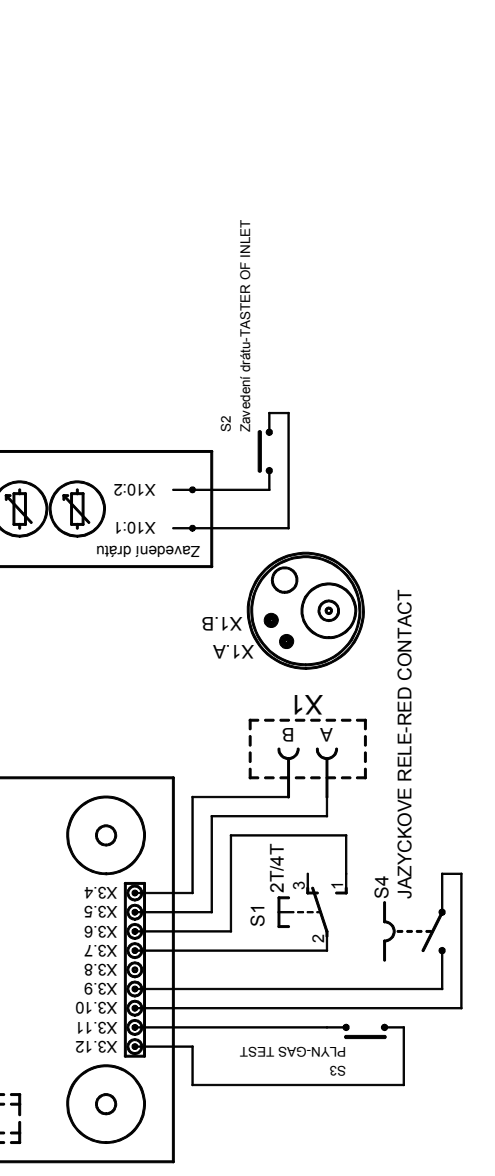 S2
Zavedení drátu-TASTER OF INLET
X10:2
X10:1
Zavedení drátu
X1.B
X1.A
X1
B
A
X3.4
X3.5
X3.6
X3.7
X3.8
X3.9
X3.10
X3.11
X3.12
S1
2T/4T
3
1
2
S4
JAZYCKOVE RELE-RED CONTACT
PLYN-GAS TEST
S3